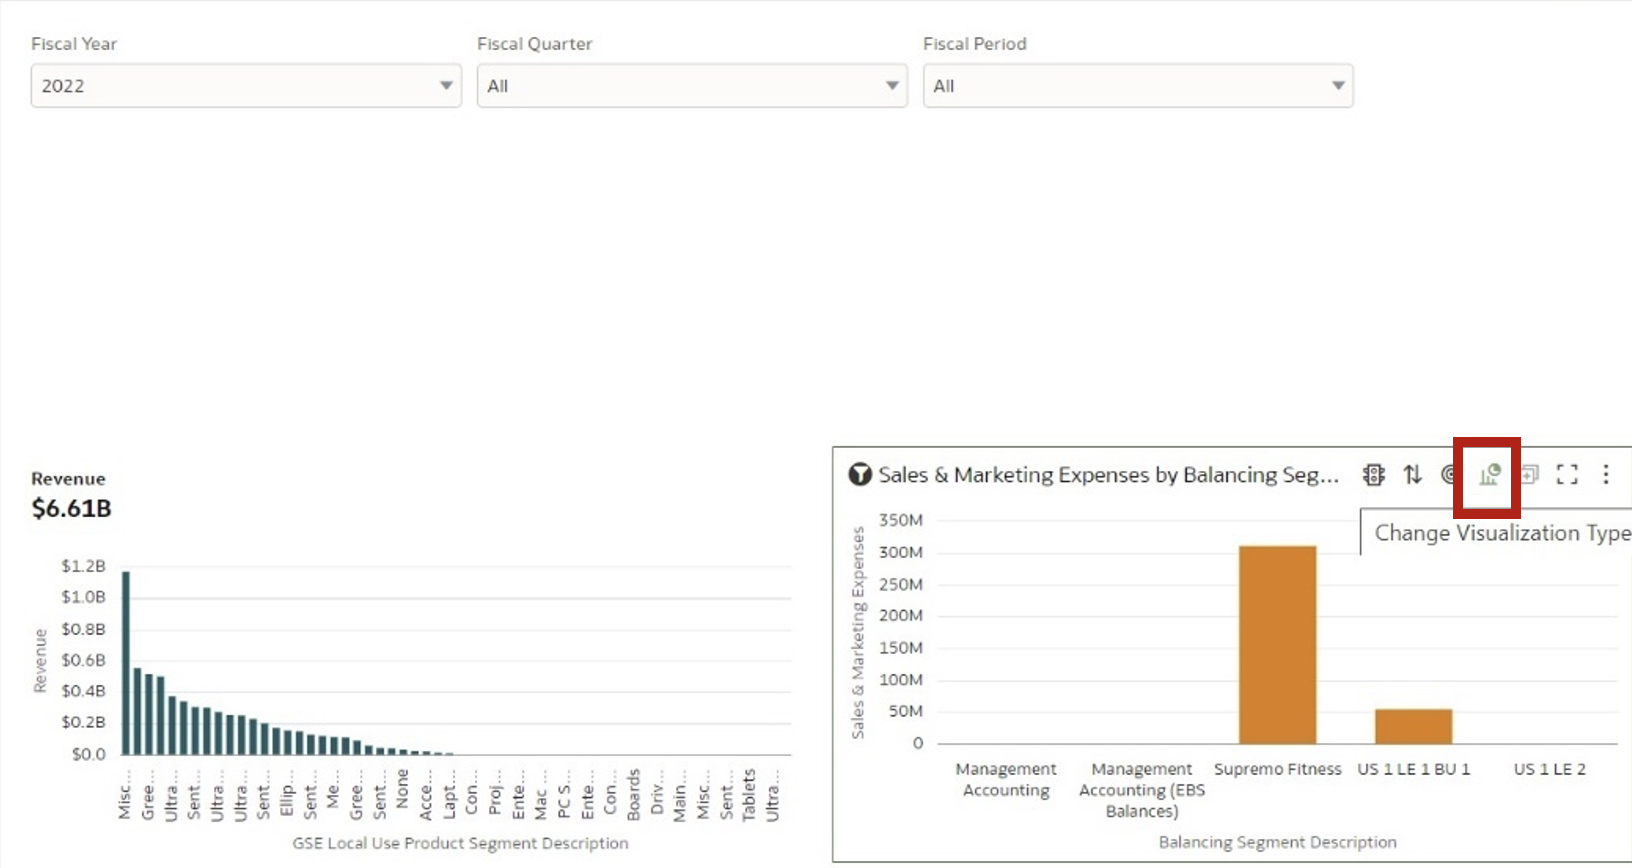 Fiscal Year
Fiscal Quarter
Fiscal Period
2022
All
All
Revenue
$6.61B
$1.2B
$1.0B
$0.8B
$0.6B
$0.4B
$0.2B
$0.0
Revenue
Misc...
Gree...
Ultra...
Sent...
Ultra...
Ultra...
Sent...
Ellip...
Sent...
Me...
Gree...
Sent...
None
Acce...
Lapt...
Con...
Proj...
Ente...
Mac ...
PC S...
Ente...
Con...
Boards
Driv...
Main...
Misc...
Sent...
Tablets
Ultra...
GSE Local Use Product Segment Description
Sales & Marketing Expenses by Balancing Seg...
Change Visualization Type
350M
300M
250M
200M
150M
100M
50M
0
Sales & Marketing Expenses
Management
Accounting
Management
Accounting (EBS
Balances)
Supremo Fitness
US 1 LE 1 BU 1
US 1 LE 2
Balancing Segment Description